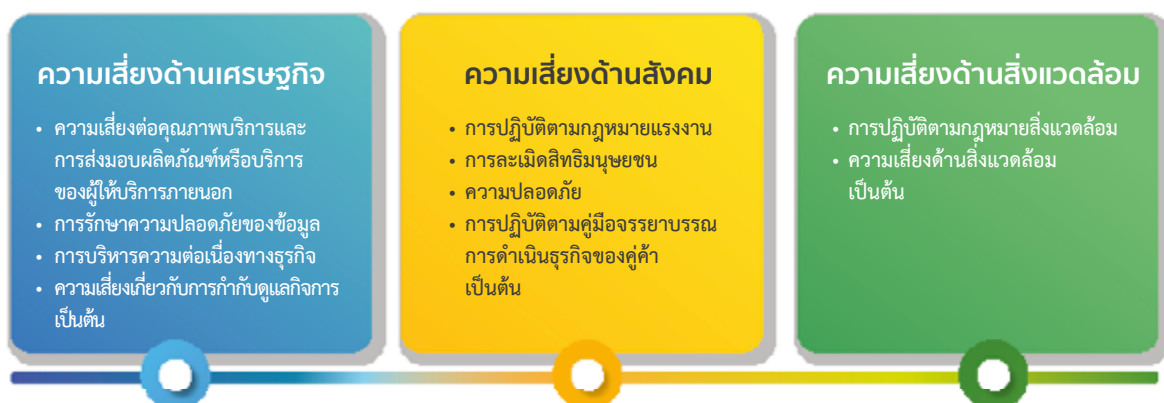 ความเสี่ยงด้านเศรษฐกิจ
• ความเสี่ยงต่อคุณภาพบริการและ
การส่งมอบผลิตภัณฑ์หรือบริการ
ของผู้ให้บริการภายนอก
• การรักษาความปลอดภัยของข้อมูล
• การบริหารความต่อเนื่องทางธุรกิจ
• ความเสี่ยงเกี่ยวกับการกำกับดูแลกิจการ
เป็นต้น
ความเสี่ยงด้านสังคม
• การปฏิบัติตามกฎหมายแรงงาน
• การละเมิดสิทธิมนุษยชน
• ความปลอดภัย
• การปฏิบัติตามคู่มือจรรยาบรรณ
การดำเนินธุรกิจของคู่ค้า
เป็นต้น
ความเสี่ยงด้านสิ่งแวดล้อม
• การปฏิบัติตามกฎหมายสิ่งแวดล้อม
• ความเสี่ยงด้านสิ่งแวดล้อม
เป็นต้น